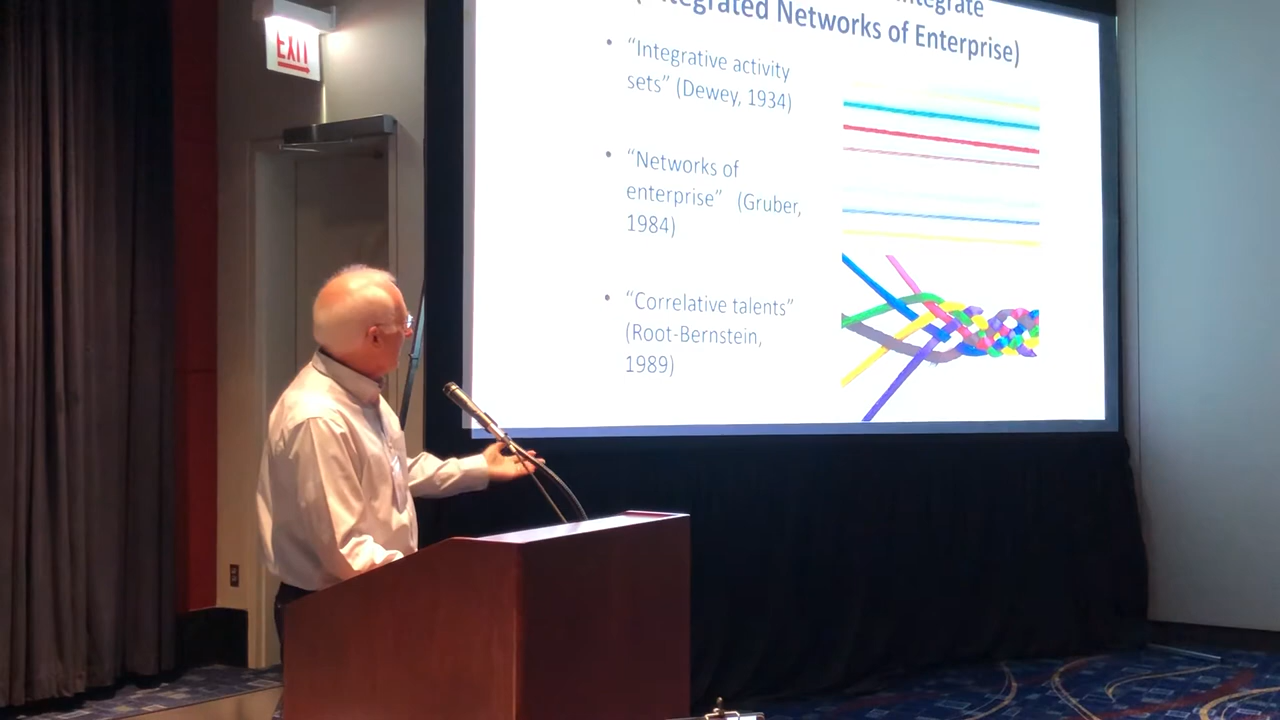 EXIT
(Integrated Networks of Enterprise)
• “Integrative activity
sets” (Dewey, 1934)
• “Networks of
enterprise” (Gruber,
1984)
• “Correlative talents”
(Root-Bernstein,
1989)